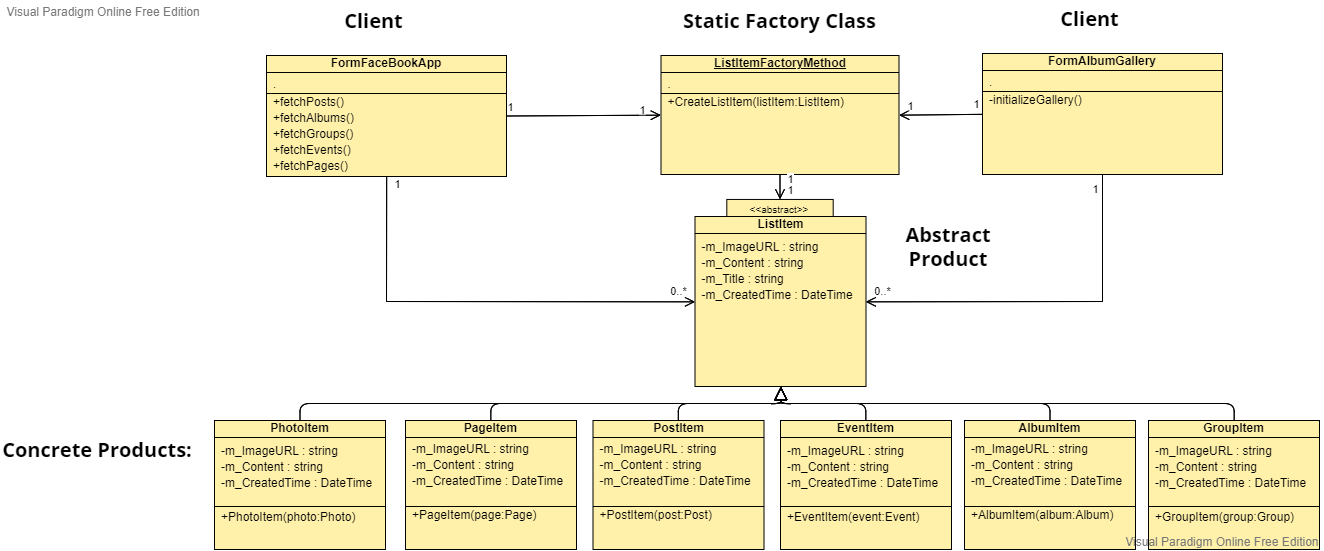 Visual Paradigm Online Free Edition
Client
Static Factory Class
Client
FormFaceBookApp
.
+fetchPosts()
+fetchAlbums()
+fetchGroups()
+fetchEvents()
+fetchPages()
ListItemFactoryMethod
.
+CreateListItem(listItem:ListItem)
FormAlbumGallery
.
-initializeGallery()
1
1
1
1
1
1
1
1
<<abstract>>
ListItem
-m_ImageURL : string
-m_Content : string
-m_Title : string
-m_CreatedTime : DateTime
0..*
0..*
Abstract
Product
Concrete Products:
PhotoItem
-m_ImageURL : string
-m_Content : string
-m_CreatedTime : DateTime
+PhotoItem(photo:Photo)
PageItem
-m_ImageURL : string
-m_Content : string
-m_CreatedTime : DateTime
+PageItem(page:Page)
PostItem
-m_ImageURL : string
-m_Content : string
-m_CreatedTime : DateTime
+PostItem(post:Post)
EventItem
-m_ImageURL : string
-m_Content : string
-m_CreatedTime : DateTime
+EventItem(event:Event)
AlbumItem
-m_ImageURL : string
-m_Content : string
-m_CreatedTime : DateTime
+AlbumItem(album:Album)
GroupItem
-m_ImageURL : string
-m_Content : string
-m_CreatedTime : DateTime
+GroupItem(group:Group)
Visual Paradigm Online Free Edition